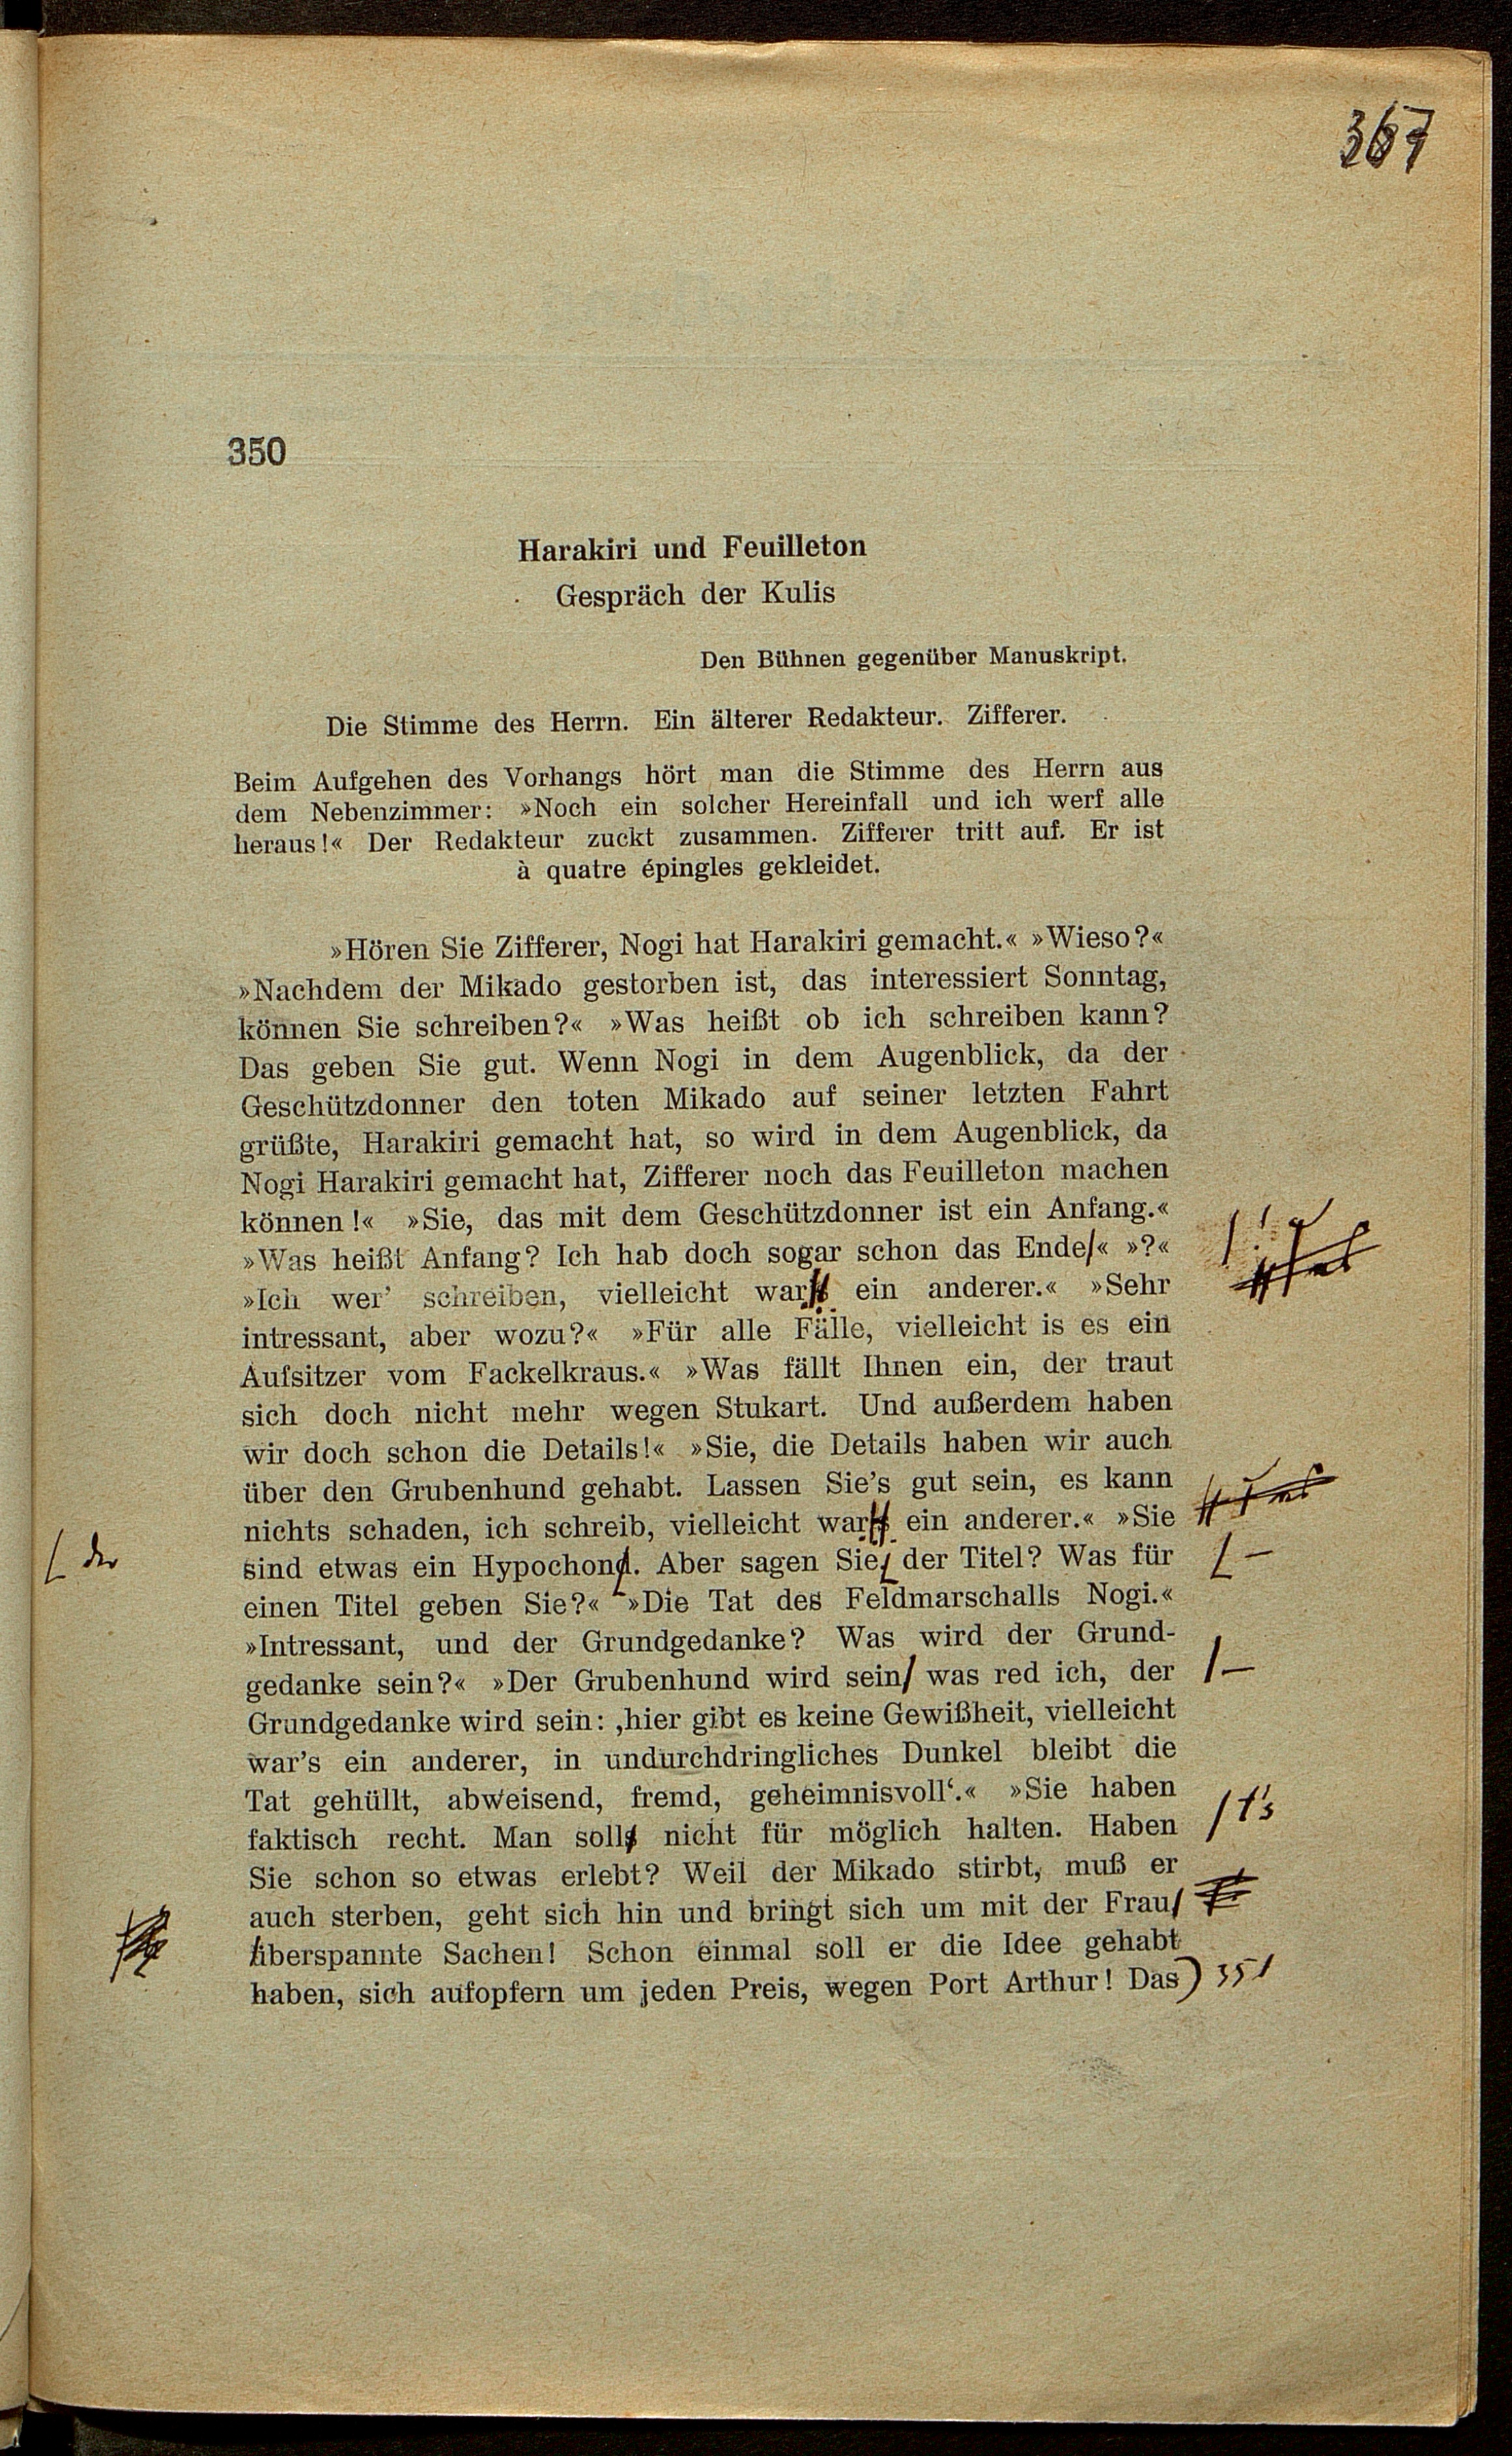 367
350
Harakiri und Feuilleton
Gespräch der Kulis
Den Bühnen gegenüber Manuskript.
Die Stimme des Herrn. Ein älterer Redakteur. Zifferer.
Beim Aufgehen des Vorhangs hört man die Stimme des Herrn aus
dem Nebenzimmer: »Noch ein solcher Hereinfall und ich werf alle
heraus!« Der Redakteur zuckt zusammen. Zifferer tritt auf. Er ist
à quatre épingles gekleidet.
»Hören Sie Zifferer, Nogi hat Harakiri gemacht.« »Wieso?«
»Nachdem der Mikado gestorben ist, das interessiert Sonntag,
können Sie schreiben?« »Was heißt ob ich schreiben kann?
Das geben Sie gut. Wenn Nogi in dem Augenblick, da der
Geschützdonner den toten Mikado auf seiner letzten Fahrt
grüßte, Harakiri gemacht hat, so wird in dem Augenblick, da
Nogi Harakiri gemacht hat, Zifferer noch das Feuilleton machen
können!« »Sie, das mit dem Geschützdonner ist ein Anfang.«
»Was heißt Anfang? Ich hab doch sogar schon das Ende/« »?« /!
»Ich wer' schreiben, vielleicht war's ein anderer.« »Sehr
intressant, aber wozu?« »Für alle Fälle, vielleicht is es ein
Aufsitzer vom Fackelkraus.« »Was fällt Ihnen ein, der traut
sich doch nicht mehr wegen Stukart. Und außerdem haben
wir doch schon die Details!« »Sie, die Details haben wir auch
über den Grubenhund gehabt. Lassen Sie's gut sein, es kann
nichts schaden, ich schreib, vielleicht war's ein anderer.« »Sie
der sind etwas ein Hypochond. Aber sagen Sie, der Titel? Was für –
einen Titel geben Sie?« »Die Tat des Feldmarschalls Nogi.«
»Intressant, und der Grundgedanke? Was wird der Grund-
gedanke sein?« »Der Grubenhund wird sein/ was red ich, der /–
Grundgedanke wird sein: ‚hier gibt es keine Gewißheit, vielleicht
war's ein anderer, in undurchdringliches Dunkel bleibt die
Tat gehüllt, abweisend, fremd, geheimnisvoll‘.« »Sie haben
faktisch recht. Man solls nicht für möglich halten. Haben /t's
Sie schon so etwas erlebt? Weil der Mikado stirbt, muß er
auch sterben, geht sich hin und bringt sich um mit der Frau/
überspannte Sachen! Schon einmal soll er die Idee gehabt
haben, sich aufopfern um jeden Preis, wegen Port Arthur! Das) 351